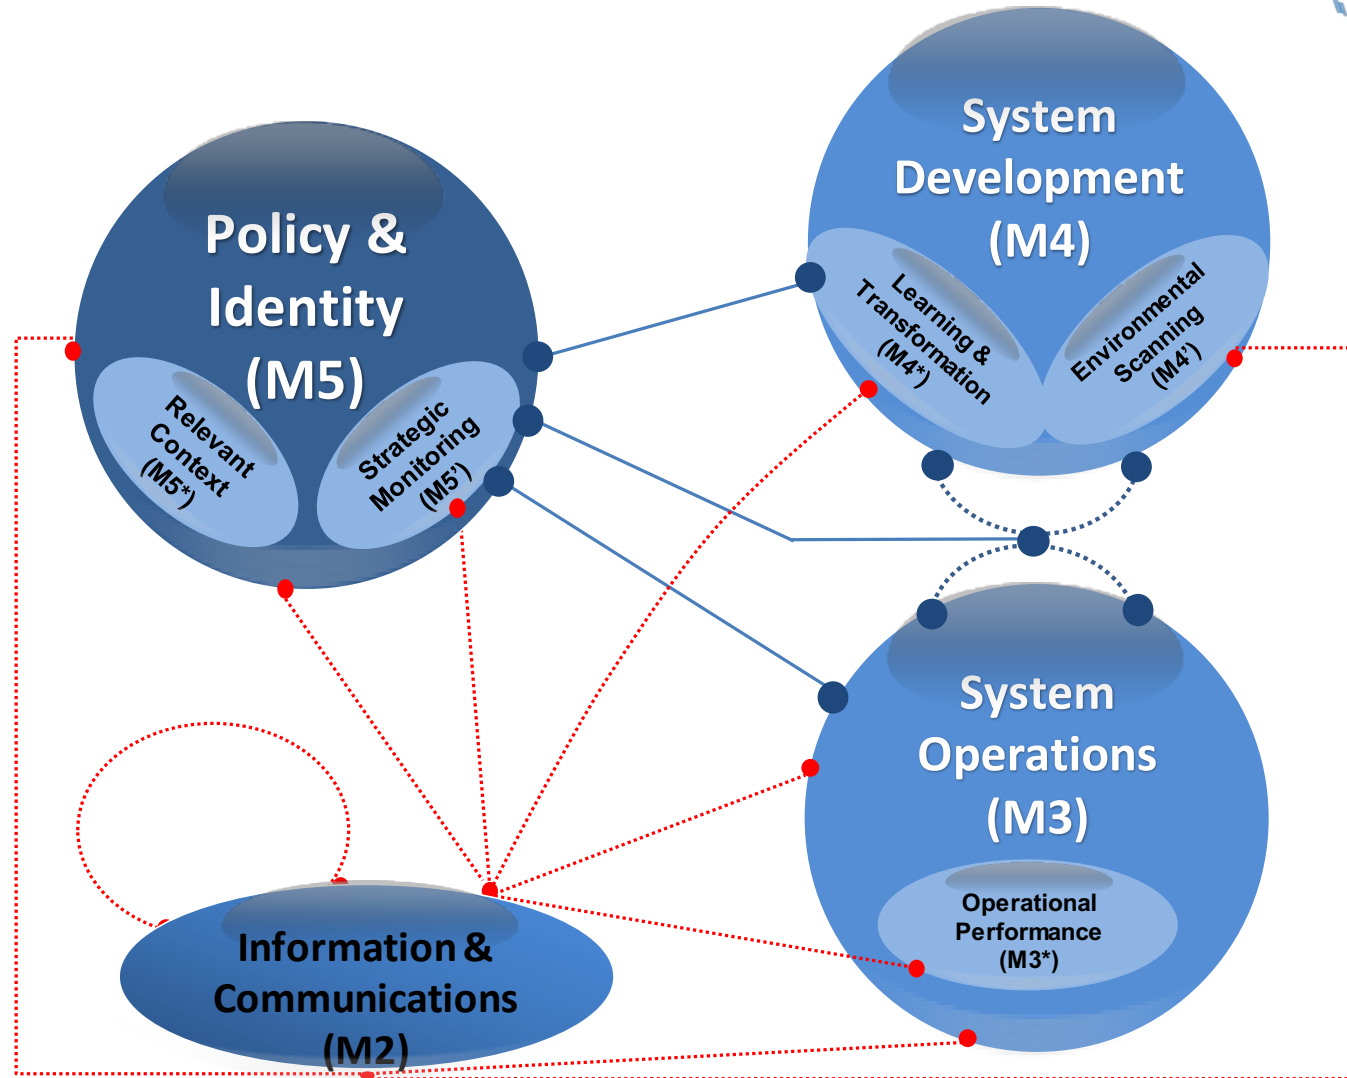 System
Development
(M4)
Learning &
Transformation
(M4*)
Environmental
Scanning
(M4’)
Policy &
Identity
(M5)
Relevant
Context
(M5*)
Strategic
Monitoring
(M5’)
System
Operations
(M3)
Operational
Performance
(M3*)
Information &
Communications
(M2)